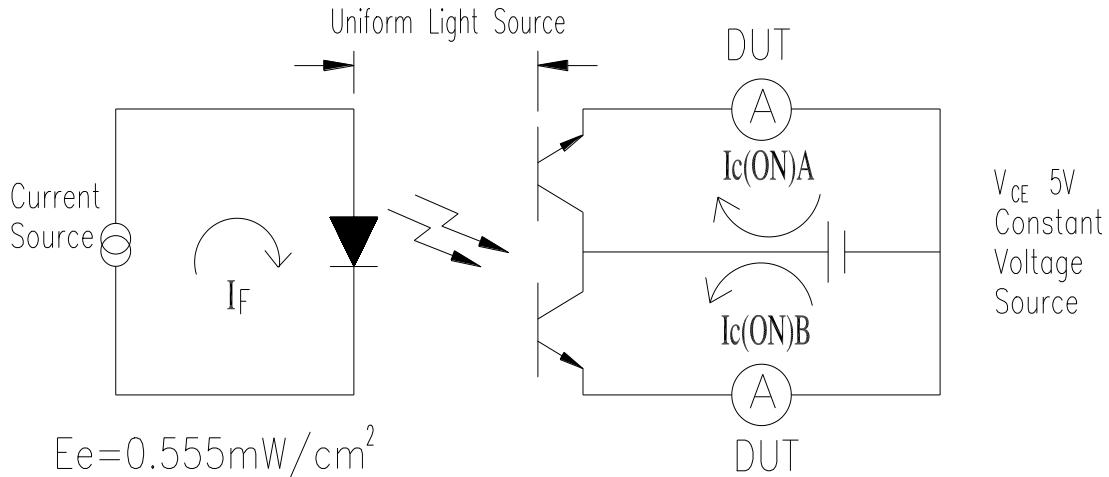 Uniform Light Source
DUT
A
Ic(ON)A
Current
Source
IF
VCE 5V
Constant
Voltage
Source
Ic(ON)B
A
DUT
Ee=0.555mW/cm²